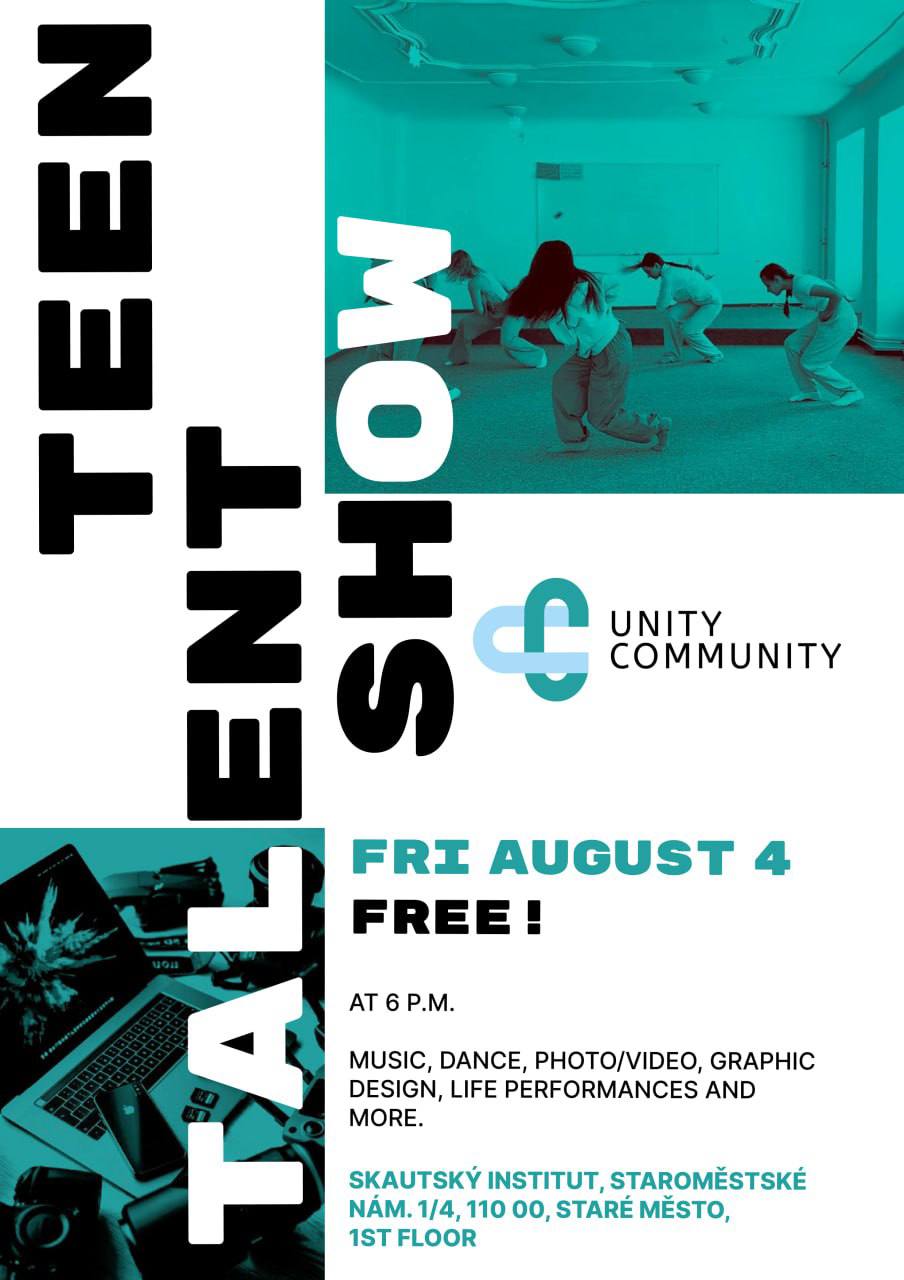 TEEN
TALENT
SHOW
UNITY
COMMUNITY
FRI AUGUST 4
FREE !
AT 6 P.M.
MUSIC, DANCE, PHOTO/VIDEO, GRAPHIC
DESIGN, LIFE PERFORMANCES AND
MORE.
SKAUTSKÝ INSTITUT, STAROMĚSTSKÉ
NÁM. 1/4, 110 00, STARÉ MĚSTO,
1ST FLOOR